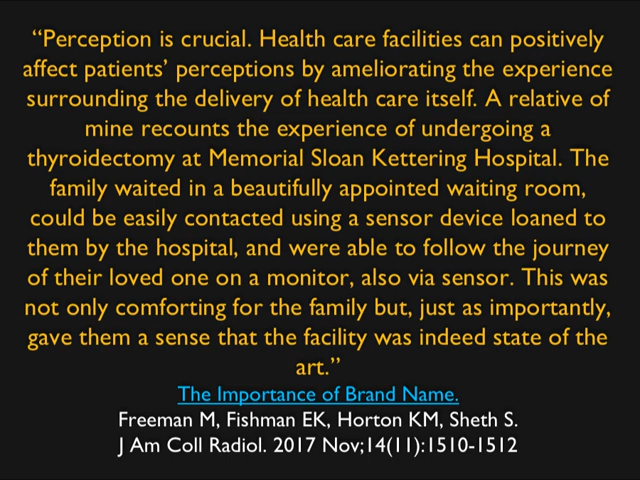 “Perception is crucial. Health care facilities can positively
affect patients’ perceptions by ameliorating the experience
surrounding the delivery of health care itself. A relative of
mine recounts the experience of undergoing a
thyroidectomy at Memorial Sloan Kettering Hospital. The
family waited in a beautifully appointed waiting room,
could be easily contacted using a sensor device loaned to
them by the hospital, and were able to follow the journey
of their loved one on a monitor, also via sensor. This was
not only comforting for the family but, just as importantly,
gave them a sense that the facility was indeed state of the
art.”
The Importance of Brand Name.
Freeman M, Fishman EK, Horton KM, Sheth S.
J Am Coll Radiol. 2017 Nov;14(11):1510-1512